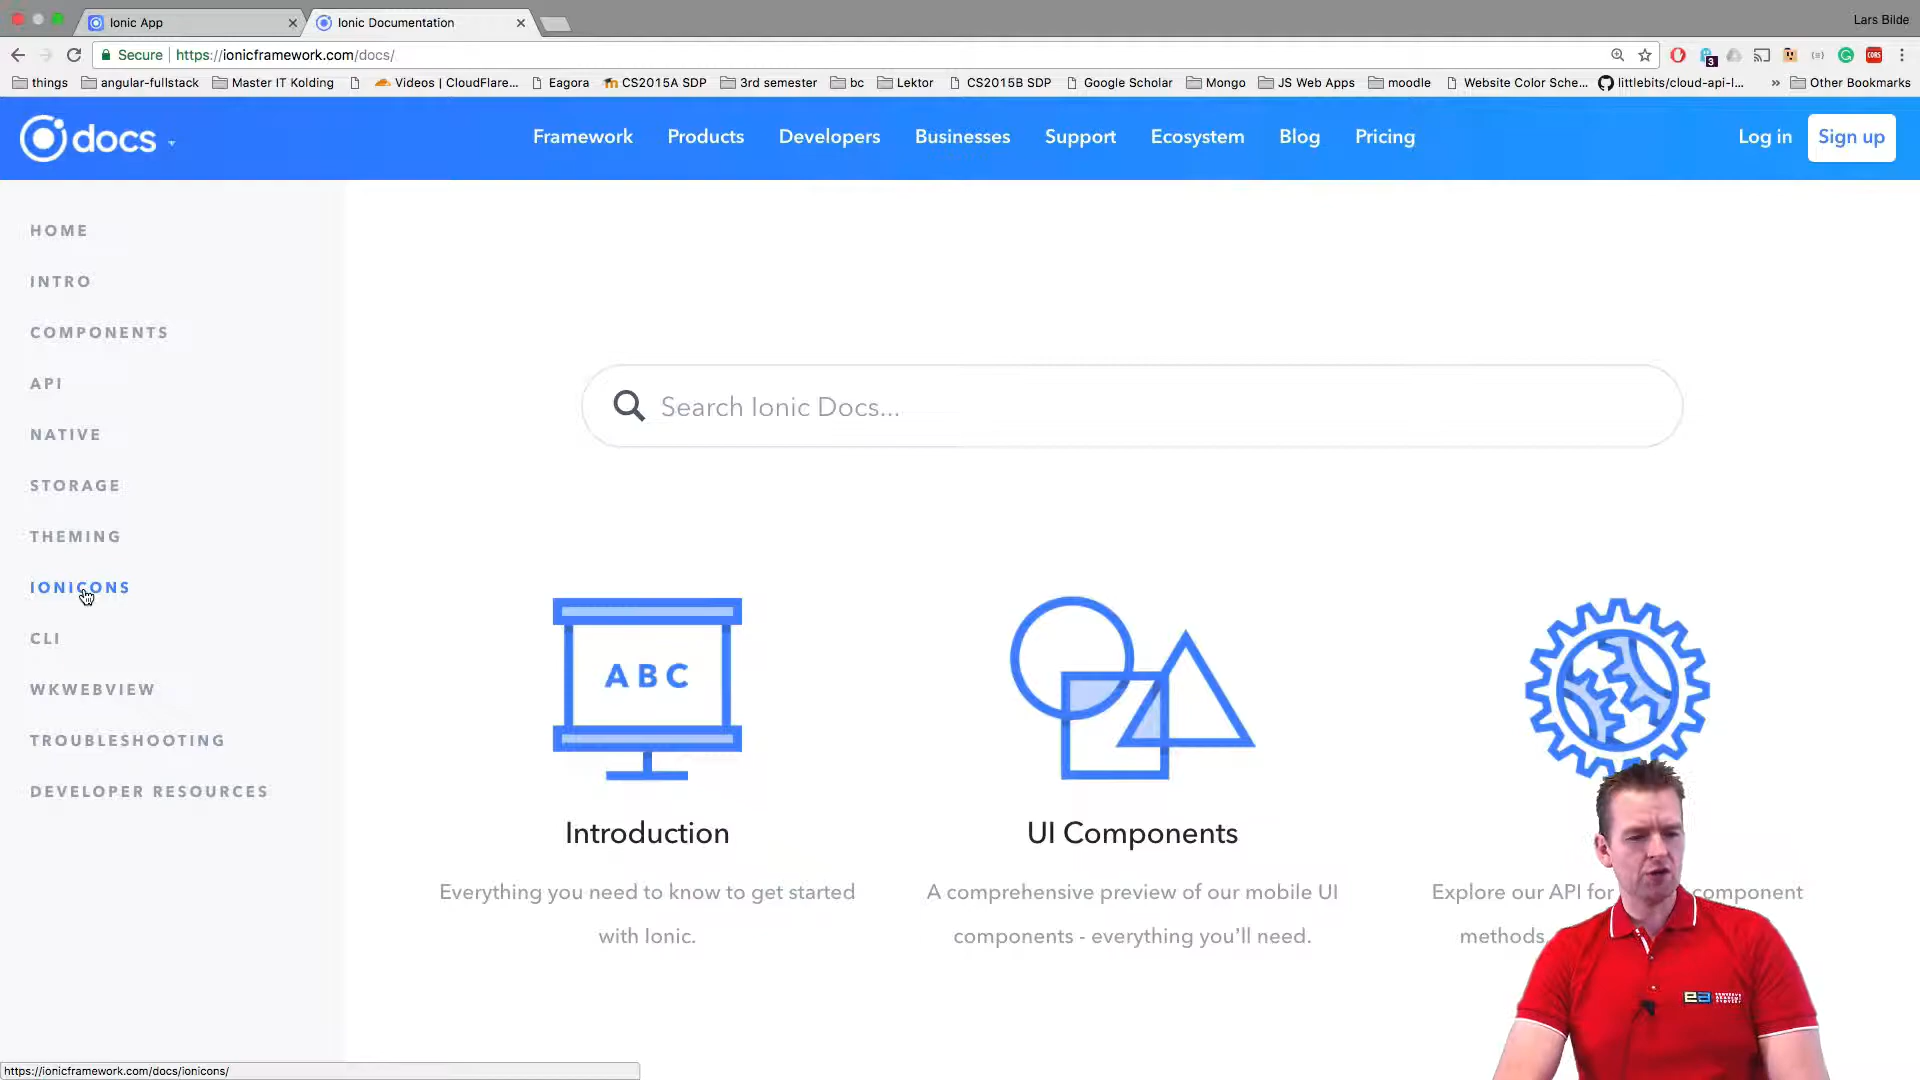 Ionic App
Ionic Documentation
Lars Bilde
Secure
https://ionicframework.com/docs/
3
CORS
things
angular-fullstack
Master IT Kolding
Videos | CloudFlare...
Eagora
CS2015A SDP
3rd semester
bc
Lektor
CS2015B SDP
Google Scholar
Mongo
JS Web Apps
moodle
Website Color Sche...
littlebits/cloud-api-l...
»
Other Bookmarks
docs
Framework
Products
Developers
Businesses
Support
Ecosystem
Blog
Pricing
Log in
Sign up
HOME
INTRO
COMPONENTS
API
NATIVE
STORAGE
THEMING
IONICONS
CLI
WKWEBVIEW
TROUBLESHOOTING
DEVELOPER RESOURCES
Search Ionic Docs...
ABC
Introduction
Everything you need to know to get started
with Ionic.
UI Components
A comprehensive preview of our mobile UI
components - everything you'll need.
Explore our API for component
methods,
ea
https://ionicframework.com/docs/ionicons/